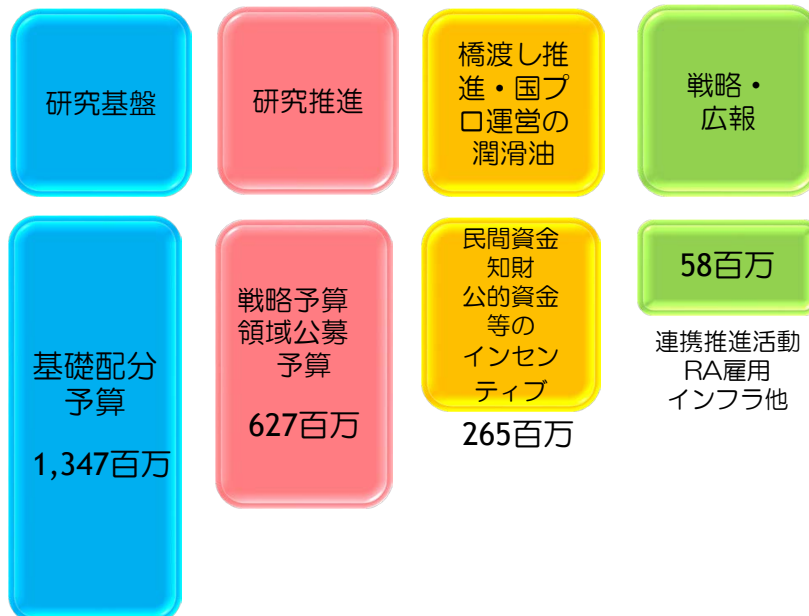 研究基盤
研究推進
橋渡し推
進・国プ
ロ運営の
潤滑油
戦略・
広報
基礎配分
予算
1,347百万
戦略予算
領域公募
予算
627百万
民間資金
知財
公的資金
等の
インセン
ティブ
265百万
58百万
連携推進活動
RA雇用
インフラ他